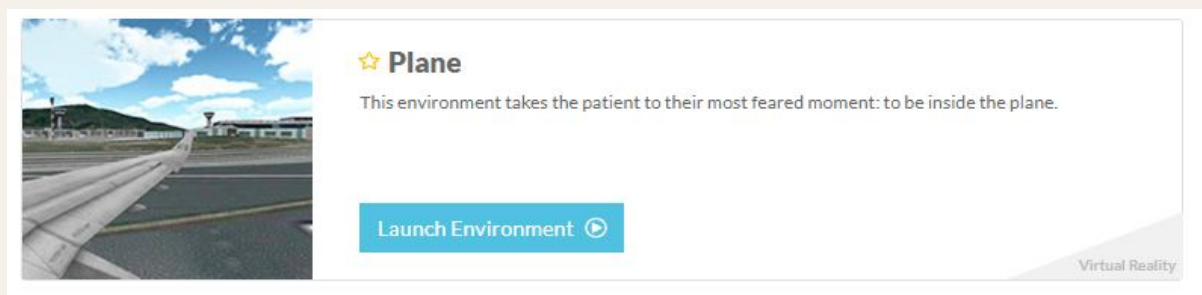 Plane
This environment takes the patient to their most feared moment: to be inside the plane.
Launch Environment
Virtual Reality